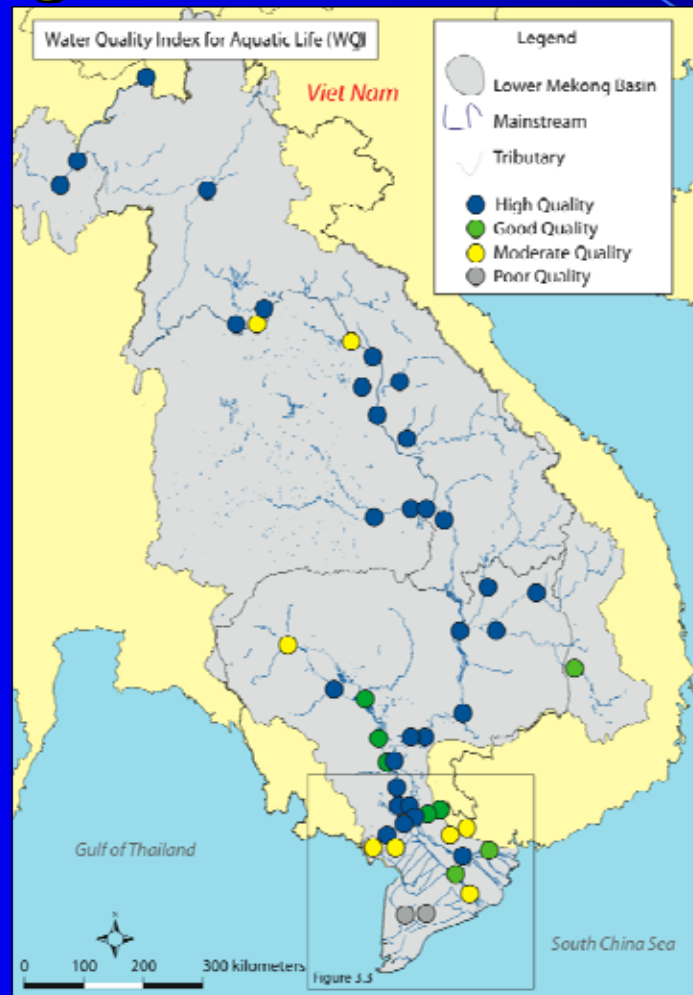 Water Quality Index for Aquatic Life (WQI)
Viet Nam
Legend
Lower Mekong Basin
Mainstream
Tributary
High Quality
Good Quality
Moderate Quality
Poor Quality
Gulf of Thailand
South China Sea
N
0 100 200 300 kilometers
Figure 3.3